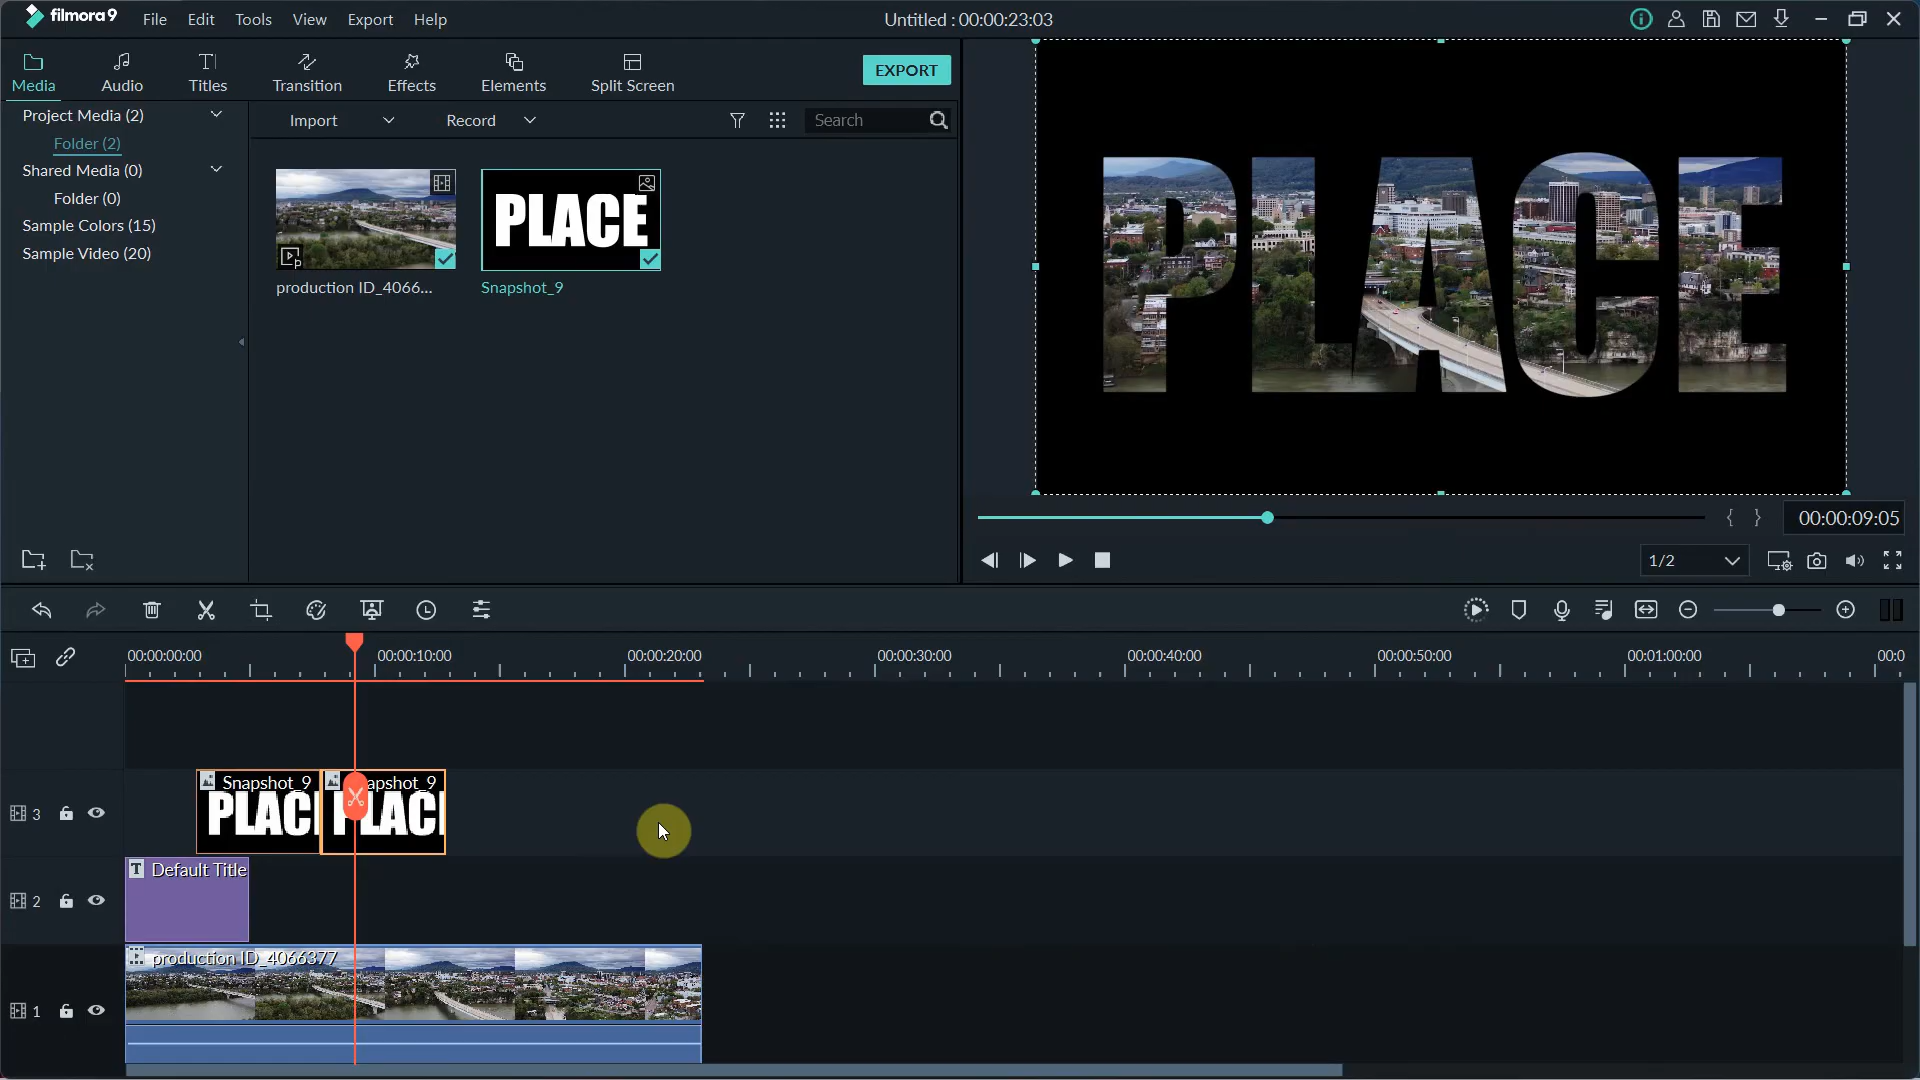 filmora9 File Edit Tools View Export Help Untitled : 00:00:23:03
Media Audio Titles Transition Effects Elements Split Screen EXPORT
Project Media (2)
Folder (2)
Shared Media (0)
Folder (0)
Sample Colors (15)
Sample Video (20)
Import Record Search
PLACE
production ID_4066... Snapshot_9
PLACE
00:00:09:05
1/2
00:00:00:00 00:00:10:00 00:00:20:00 00:00:30:00 00:00:40:00 00:00:50:00 00:01:00:00 00:0
3 Snapshot_9 apshot_9
PLAC PLAC
2 Default Title
1 production ID_4066377